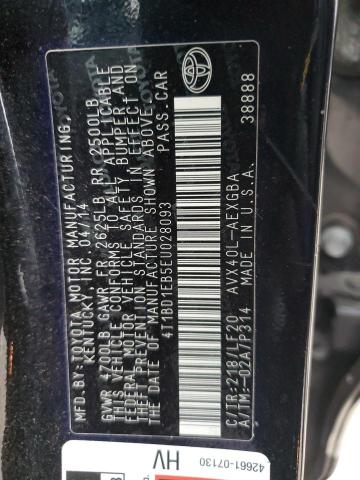 MFD.BY:TOYOTA MOTOR MANUFACTURING,
KENTUCKY, INC. 04/14
GVWR 4700LB GAWR FR 2625LB RR 2500LB
THIS VEHICLE CONFORMS TO ALL APPLICABLE
FEDERAL MOTOR VEHICLE SAFETY BUMPER, AND
THEFT PREVENTION STANDARDS IN EFFECT ON
THE DATE OF MANUFACTURE SHOWN ABOVE.
4T1BD1EB5EU028093 PASS.CAR
38888
C/TR:218/LF20 AVX40L-AEXGBA
A/TM:-02A/P314 MADE IN U.S.A.
HV
42661-07130